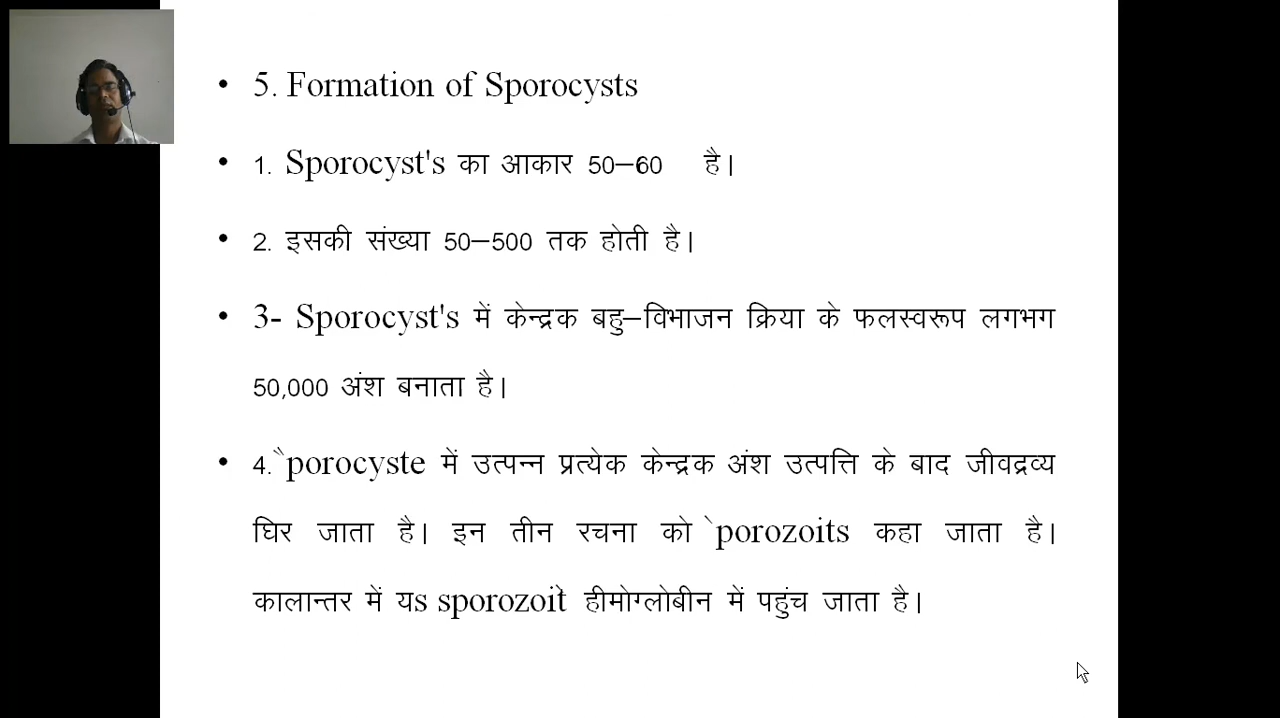 • 5. Formation of Sporocysts
• 1. Sporocyst's का आकार 50–60 है।
• 2. इसकी संख्या 50–500 तक होती है।
• 3- Sporocyst's में केन्द्रक बहु–विभाजन क्रिया के फलस्वरूप लगभग
50,000 अंश बनाता है।
• 4.`porocyste में उत्पन्न प्रत्येक केन्द्रक अंश उत्पत्ति के बाद जीवद्रव्य
घिर जाता है। इन तीन रचना को `porozoits कहा जाता है।
कालान्तर में यs sporozoit हीमोग्लोबीन में पहुंच जाता है।